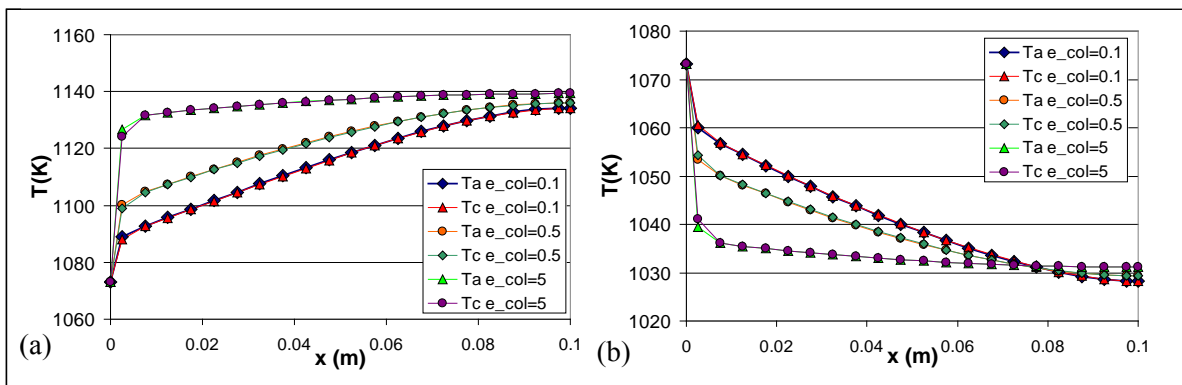 1160
1140
1120
1100
1080
1060
T(K)
0 0.02 0.04 0.06 0.08 0.1
x (m)
(a)
Ta e_col=0.1
Tc e_col=0.1
Ta e_col=0.5
Tc e_col=0.5
Ta e_col=5
Tc e_col=5
1080
1070
1060
1050
1040
1030
1020
T(K)
0 0.02 0.04 0.06 0.08 0.1
x (m)
(b)
Ta e_col=0.1
Tc e_col=0.1
Ta e_col=0.5
Tc e_col=0.5
Ta e_col=5
Tc e_col=5